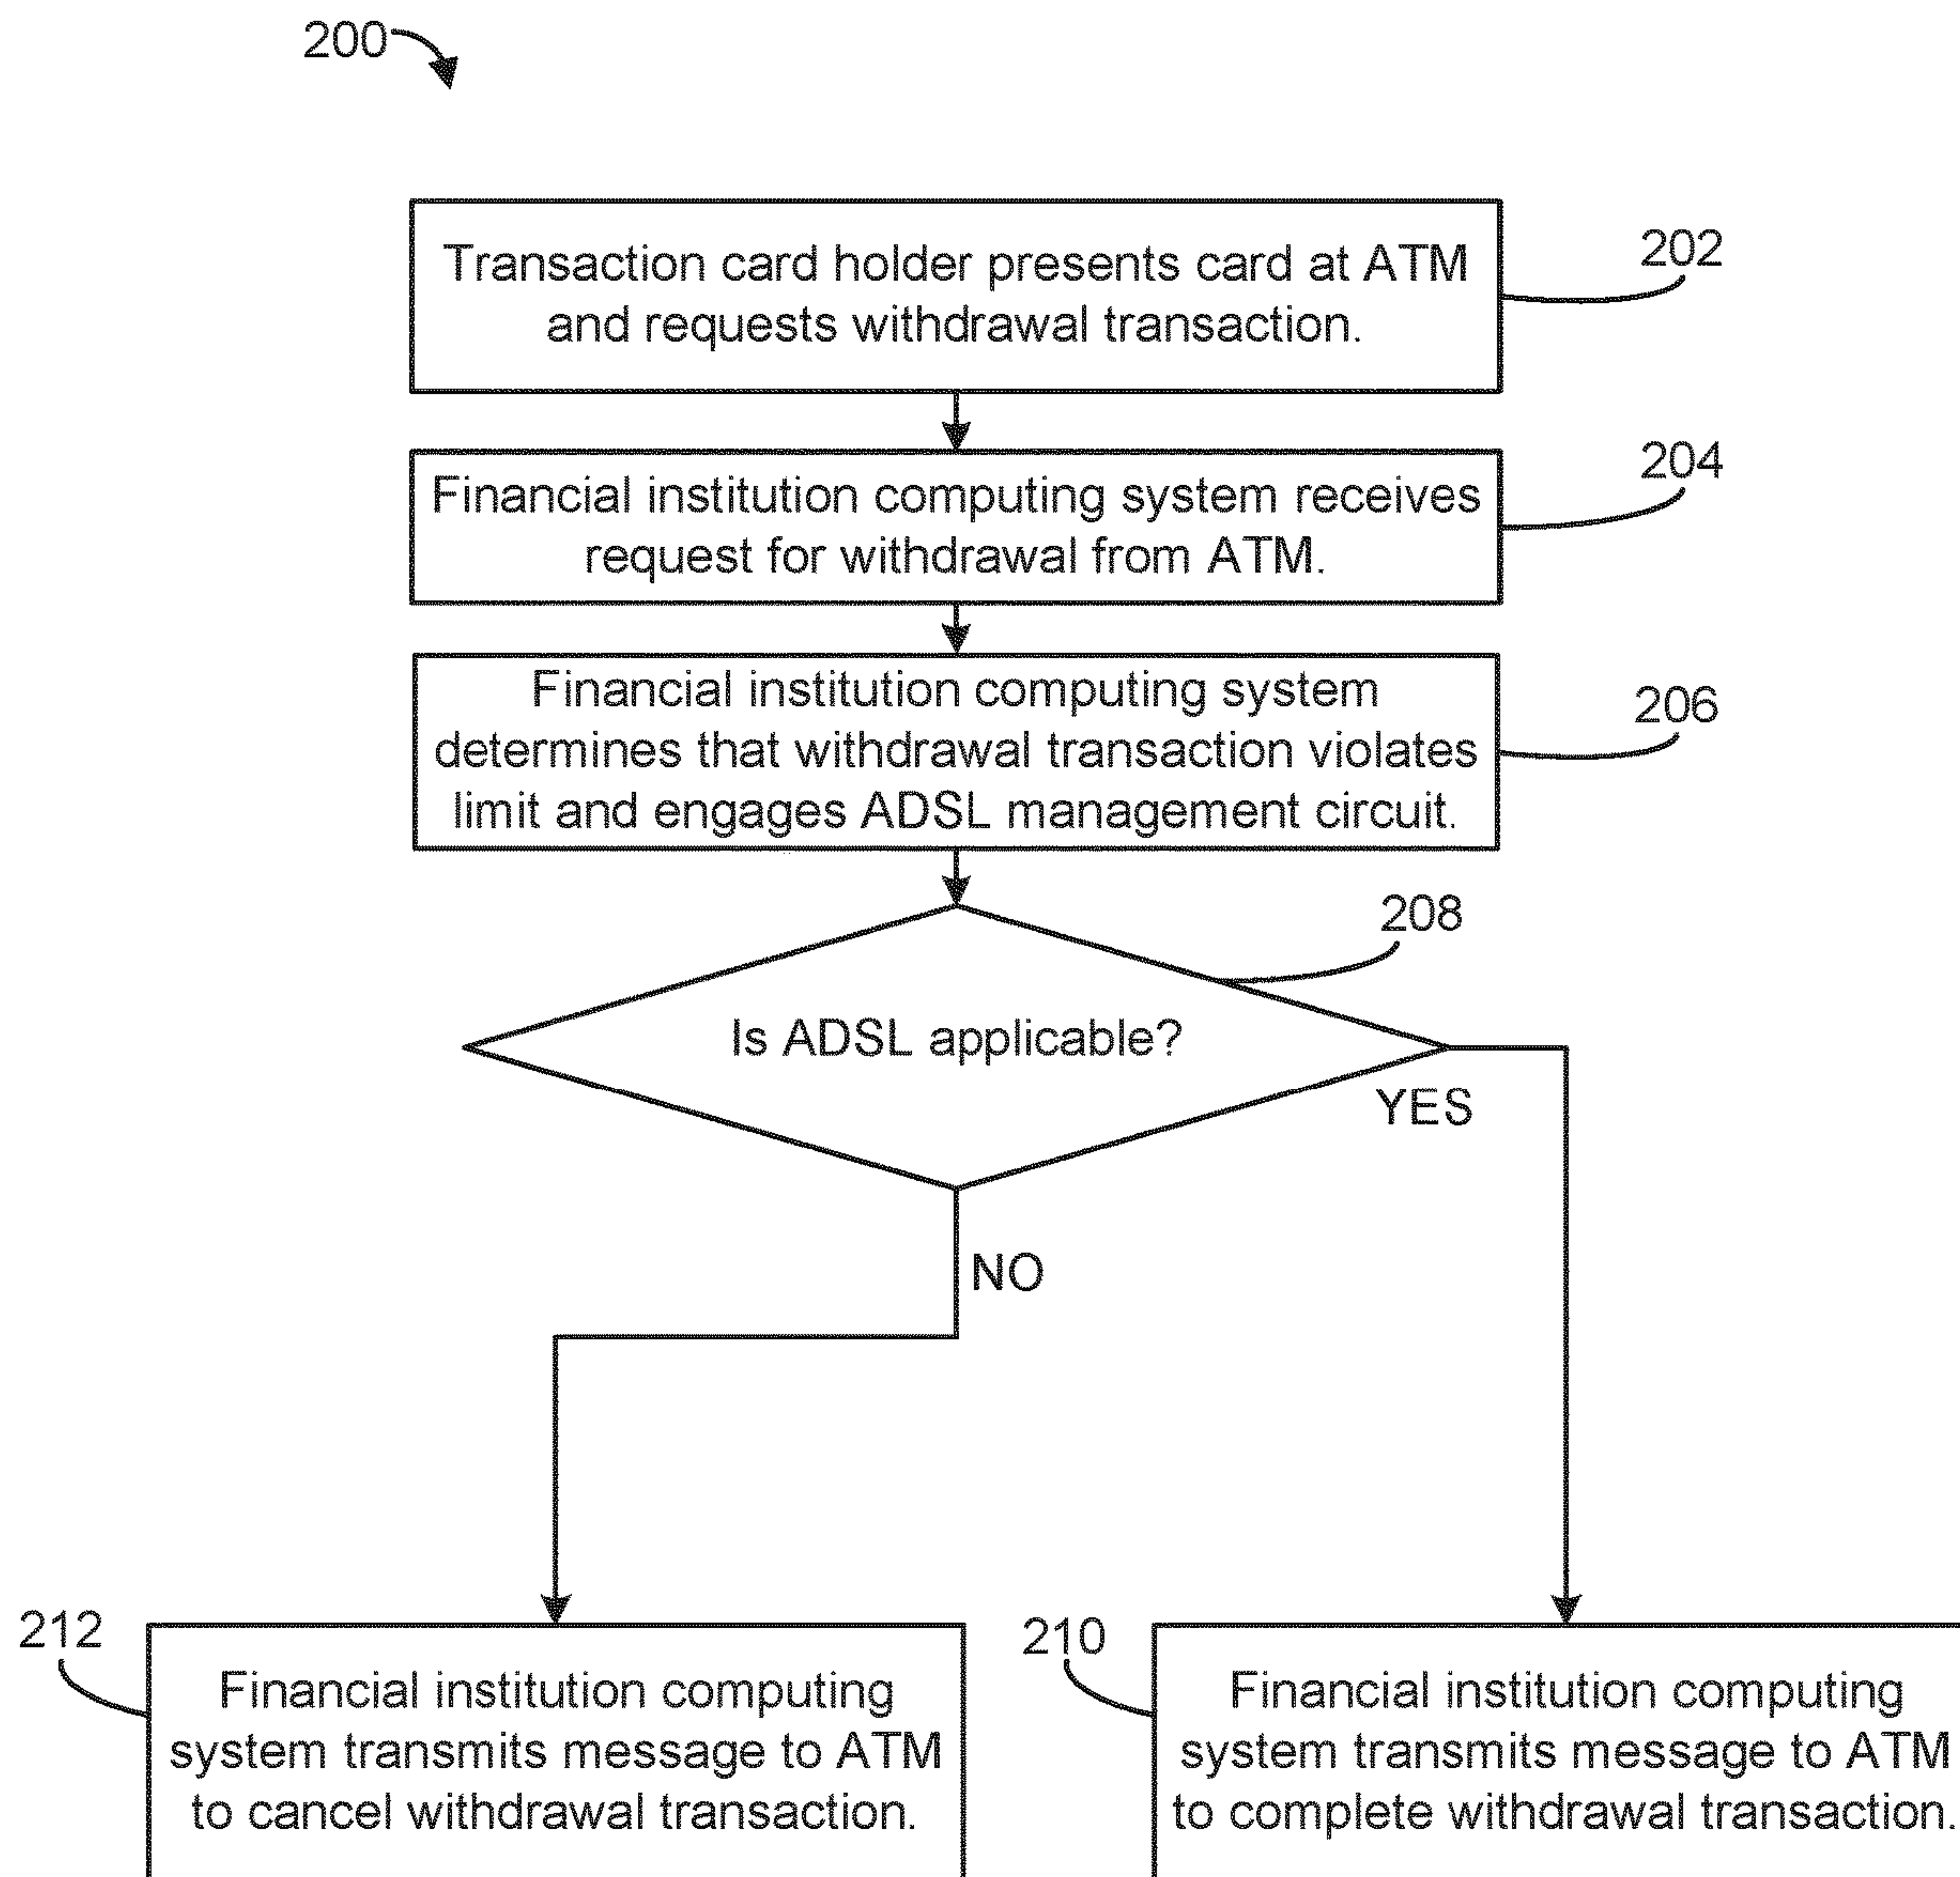 200
Transaction card holder presents card at ATM
and requests withdrawal transaction.
202
Financial institution computing system receives
request for withdrawal from ATM.
204
Financial institution computing system
determines that withdrawal transaction violates
limit and engages ADSL management circuit.
206
208
Is ADSL applicable?
YES
NO
212
Financial institution computing
system transmits message to ATM
to cancel withdrawal transaction.
210
Financial institution computing
system transmits message to ATM
to complete withdrawal transaction.